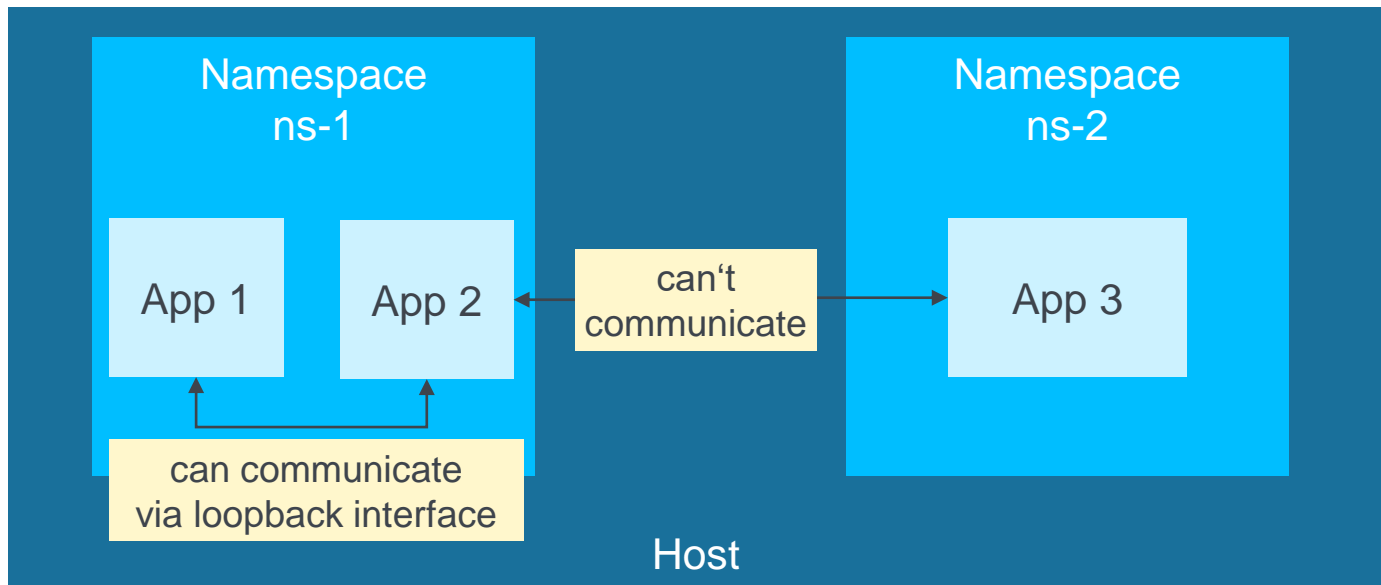 Namespace
ns-1
Namespace
ns-2
App 1
App 2
can‘t
communicate
App 3
can communicate
via loopback interface
Host